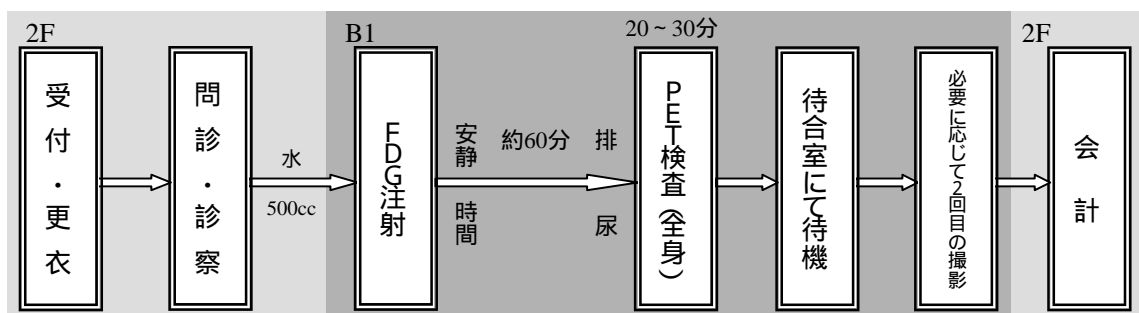 2F
受付・更衣
問診・診察
水
500cc
B1
FDG注射
安静
時間
約60分
排
尿
20~30分
PET検査(全身)
待合室にて待機
必要に応じて2回目の撮影
2F
会計